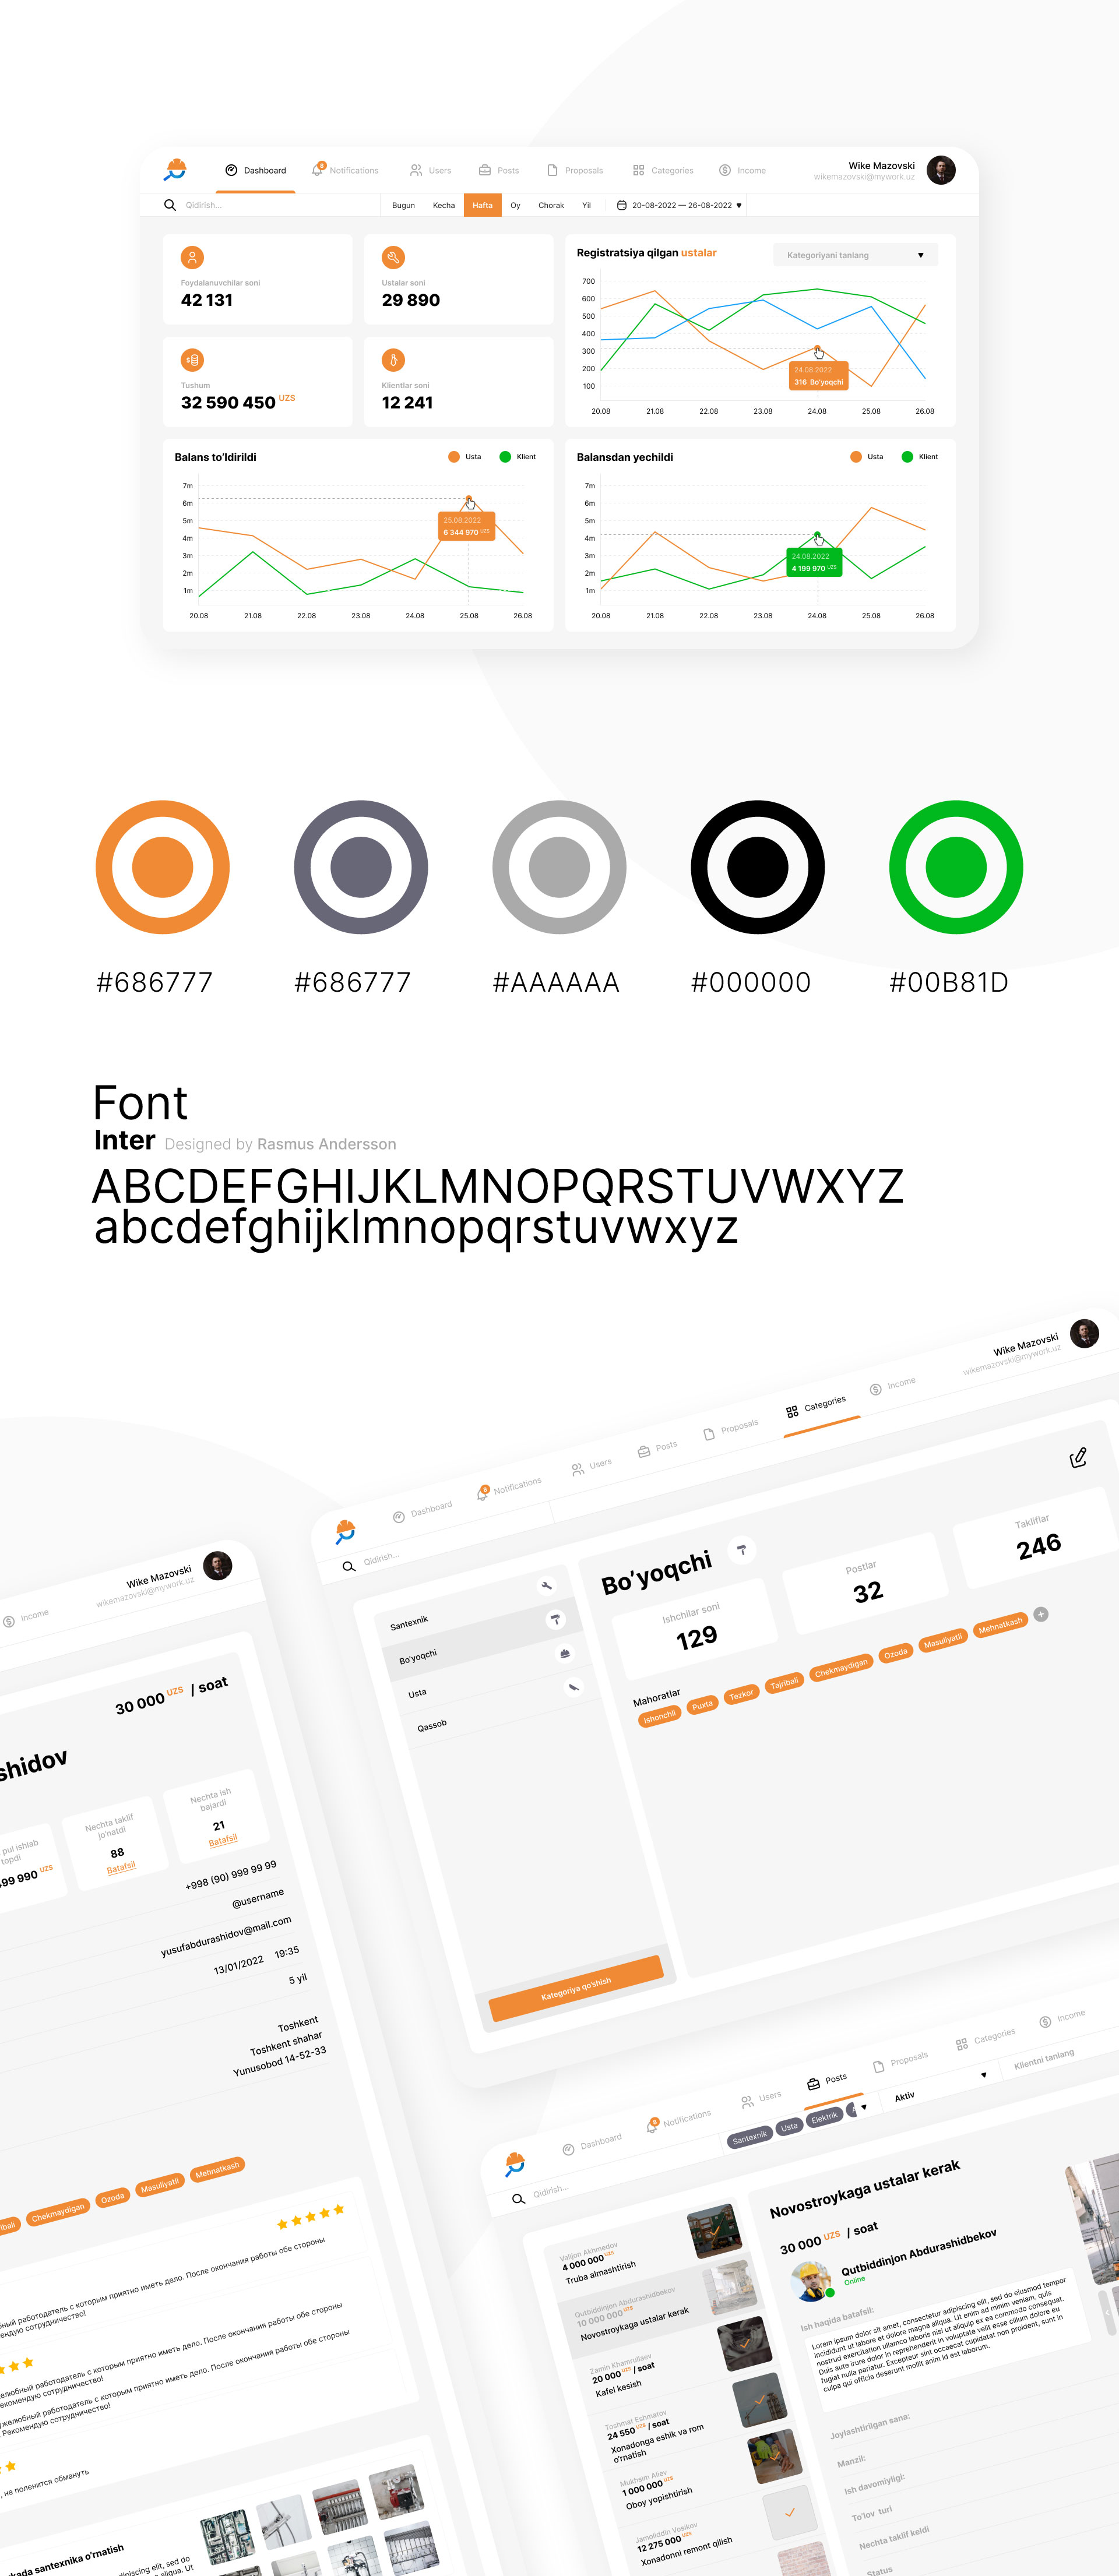 Dashboard
Notifications
Users
Posts
Proposals
Categories
Income
Wike Mazovski
wikemazovski@mywork.uz
Qidirish...
Bugun
Kecha
Hafta
Oy
Chorak
Yil
20-08-2022 — 26-08-2022
Foydalanuvchilar soni
42 131
Ustalar soni
29 890
Tushum
32 590 450 UZS
Klientlar soni
12 241
Registratsiya qilgan ustalar
Kategoriyani tanlang
700
600
500
400
300
200
100
24.08.2022
316 Bo'yoqchi
20.08 21.08 22.08 23.08 24.08 25.08 26.08
Balans to'ldirildi
Usta
Klient
7m
6m
5m
4m
3m
2m
1m
25.08.2022
6 344 970 UZS
20.08 21.08 22.08 23.08 24.08 25.08 26.08
Balansdan yechildi
Usta
Klient
7m
6m
5m
4m
3m
2m
1m
24.08.2022
4 199 970 UZS
20.08 21.08 22.08 23.08 24.08 25.08 26.08
#686777
#686777
#AAAAAA
#000000
#00B81D
Font
Inter Designed by Rasmus Andersson
ABCDEFGHIJKLMNOPQRSTUVWXYZ
abcdefghijklmnopqrstuvwxyz
Dashboard
Notifications
Users
Posts
Proposals
Categories
Income
Wike Mazovski
wikemazovski@mywork.uz
Qidirish...
Santexnik
Bo'yoqchi
Usta
Qassob
Kategoriya qo'shish
Bo'yoqchi
Ishchilar soni
129
Postlar
32
Takliflar
246
Mahoratlar
Ishonchli
Puxta
Tezkor
Tajribali
Chekmaydigan
Ozoda
Masuliyatli
Mehnatkash
Income
Wike Mazovski
wikemazovski@mywork.uz
30 000 UZS / soat
shidov
pul ishlab
topdi
99 990 UZS
Nechta taklif
jo'natdi
88
Batafsil
Nechta ish
bajardi
21
Batafsil
+998 (90) 999 99 99
@username
yusufabdurashidov@mail.com
13/01/2022 19:35
5 yil
Toshkent
Toshkent shahar
Yunusobod 14-52-33
Chekmaydigan
Ozoda
Masuliyatli
Mehnatkash
работодатель с которым приятно иметь дело. После окончания работы обе стороны
сотрудничество!
работодатель с которым приятно иметь дело. После окончания работы обе стороны
сотрудничество!
работодатель с которым приятно иметь дело. После окончания работы обе стороны
Рекомендую сотрудничество!
, не поленится обмануть
santexnika o'rnatish
elit, sed do
aliqua. Ut
Dashboard
Notifications
Users
Posts
Proposals
Categories
Income
Qidirish...
Santexnik
Usta
Elektrik
Aktiv
Klientni tanlang
Valijon Akhmedov
4 000 000 UZS
Truba almashtirish
Qutbiddinjon Abdurashidbekov
10 000 000 UZS
Novostroykaga ustalar kerak
Zamin Khamrullaev
20 000 UZS / soat
Kafel kesish
Toshmat Eshmatov
24 550 UZS / soat
Xonadonga eshik va rom
o'rnatish
Mukhsim Aliev
1 000 000 UZS
Oboy yopishtirish
Jamoliddin Vosikov
12 275 000 UZS
Xonadonni remont qilish
Novostroykaga ustalar kerak
30 000 UZS / soat
Qutbiddinjon Abdurashidbekov
Online
Ish haqida batafsil:
Lorem ipsum dolor sit amet, consectetur adipiscing elit, sed do eiusmod tempor
incididunt ut labore et dolore magna aliqua. Ut enim ad minim veniam, quis
nostrud exercitation ullamco laboris nisi ut aliquip ex ea commodo consequat.
Duis aute irure dolor in reprehenderit in voluptate velit esse cillum dolore eu
fugiat nulla pariatur. Excepteur sint occaecat cupidatat non proident, sunt in
culpa qui officia deserunt mollit anim id est laborum.
Joylashtirilgan sana:
Manzil:
Ish davomiyligi:
To'lov turi
Nechta taklif keldi
Status